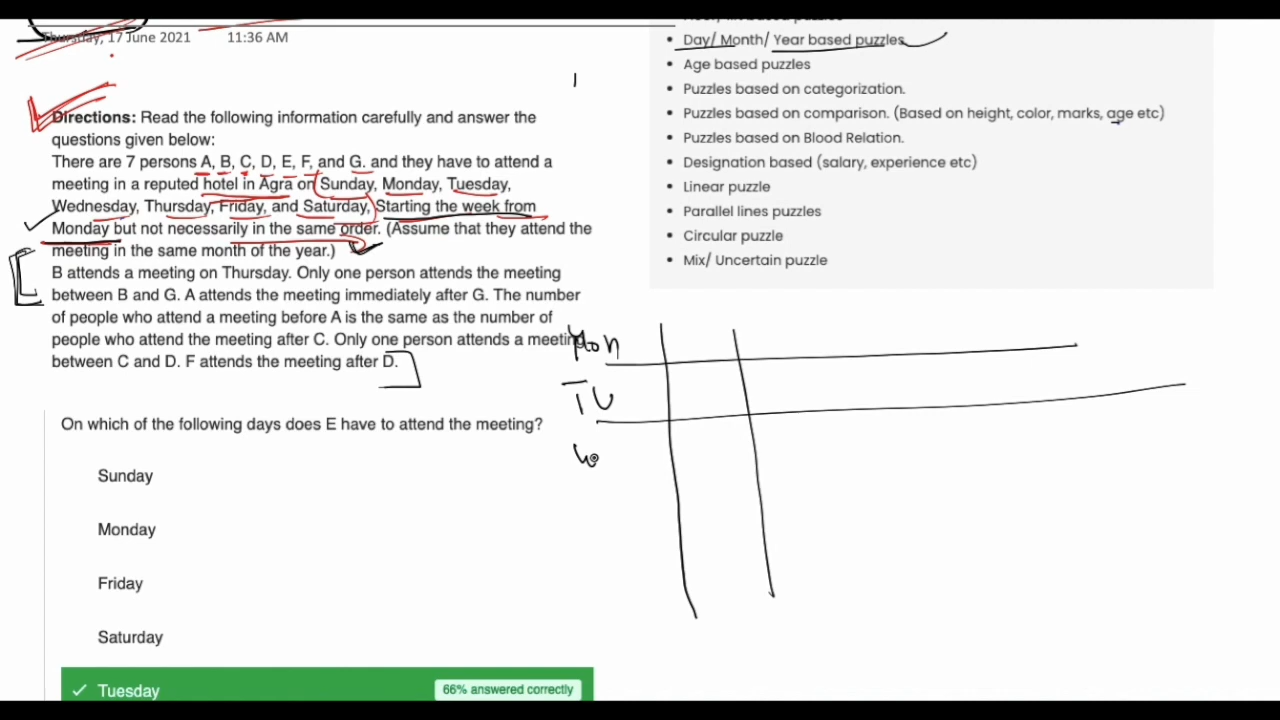 Thursday, 17 June 2021 11:36 AM
Day/ Month/ Year based puzzles
Age based puzzles
Puzzles based on categorization.
Puzzles based on comparison. (Based on height, color, marks, age etc)
Puzzles based on Blood Relation.
Designation based (salary, experience etc)
Linear puzzle
Parallel lines puzzles
Circular puzzle
Mix/ Uncertain puzzle
Directions: Read the following information carefully and answer the
questions given below:
There are 7 persons A, B, C, D, E, F, and G. and they have to attend a
meeting in a reputed hotel in Agra on Sunday, Monday, Tuesday,
Wednesday, Thursday, Friday, and Saturday, Starting the week from
Monday but not necessarily in the same order. (Assume that they attend the
meeting in the same month of the year.)
B attends a meeting on Thursday. Only one person attends the meeting
between B and G. A attends the meeting immediately after G. The number
of people who attend a meeting before A is the same as the number of
people who attend the meeting after C. Only one person attends a meeting
between C and D. F attends the meeting after D.
Mon
TU
On which of the following days does E have to attend the meeting?
Sunday
Monday
Friday
Saturday
Tuesday 66% answered correctly